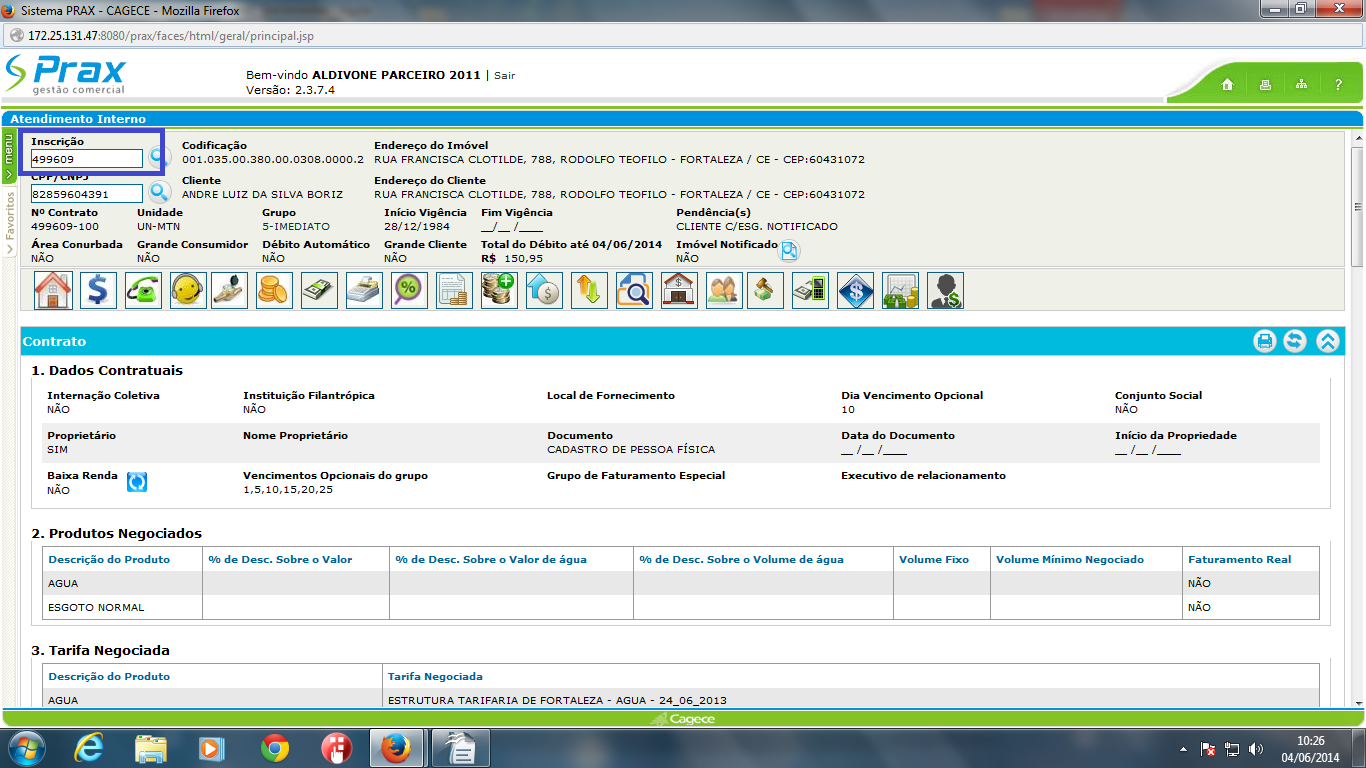 Sistema PRAX - CAGECE - Mozilla Firefox
172.25.131.47:8080/prax/faces/html/geral/principal.jsp
Prax
gestão comercial
Bem-vindo ALDIVONE PARCEIRO 2011 | Sair
Versão: 2.3.7.4
?
Atendimento Interno
menu
Favoritos
Inscrição
499609
Codificação
001.035.00.380.00.0308.0000.2
Endereço do Imóvel
RUA FRANCISCA CLOTILDE, 788, RODOLFO TEOFILO - FORTALEZA / CE - CEP:60431072
CPF/CNPJ
82859604391
Cliente
ANDRE LUIZ DA SILVA BORIZ
Endereço do Cliente
RUA FRANCISCA CLOTILDE, 788, RODOLFO TEOFILO - FORTALEZA / CE - CEP:60431072
Nº Contrato Unidade Grupo Início Vigência Fim Vigência Pendência(s)
499609-100 UN-MTN 5-IMEDIATO 28/12/1984 __/__ /____ CLIENTE C/ESG. NOTIFICADO
Área Conurbada Grande Consumidor Débito Automático Grande Cliente Total do Débito até 04/06/2014 Imóvel Notificado
NÃO NÃO NÃO NÃO R$ 150,95 NÃO
Contrato
1. Dados Contratuais
Internação Coletiva Instituição Filantrópica Local de Fornecimento Dia Vencimento Opcional Conjunto Social
NÃO NÃO 10 NÃO
Proprietário Nome Proprietário Documento Data do Documento Início da Propriedade
SIM CADASTRO DE PESSOA FÍSICA __ /__ /____ __ /__ /____
Baixa Renda Vencimentos Opcionais do grupo Grupo de Faturamento Especial Executivo de relacionamento
NÃO 1,5,10,15,20,25
2. Produtos Negociados
Descrição do Produto % de Desc. Sobre o Valor % de Desc. Sobre o Valor de água % de Desc. Sobre o Volume de água Volume Fixo Volume Mínimo Negociado Faturamento Real
AGUA NÃO
ESGOTO NORMAL NÃO
3. Tarifa Negociada
Descrição do Produto Tarifa Negociada
AGUA ESTRUTURA TARIFARIA DE FORTALEZA - AGUA - 24_06_2013
Cagece
10:26
04/06/2014